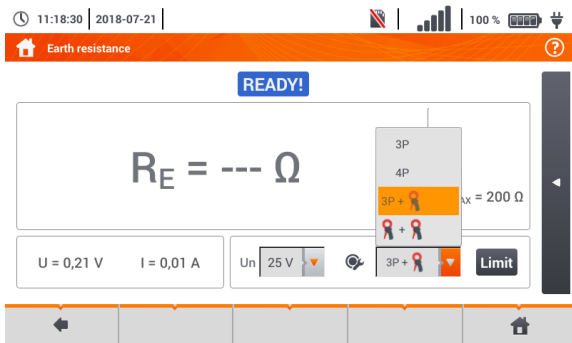 11:18:30 2018-07-21 100 %
Earth resistance ?
READY!
3P
4P
RE = --- Ω
3P +
AX = 200 Ω
+
U = 0,21 V I = 0,01 A Un 25 V 3P + Limit